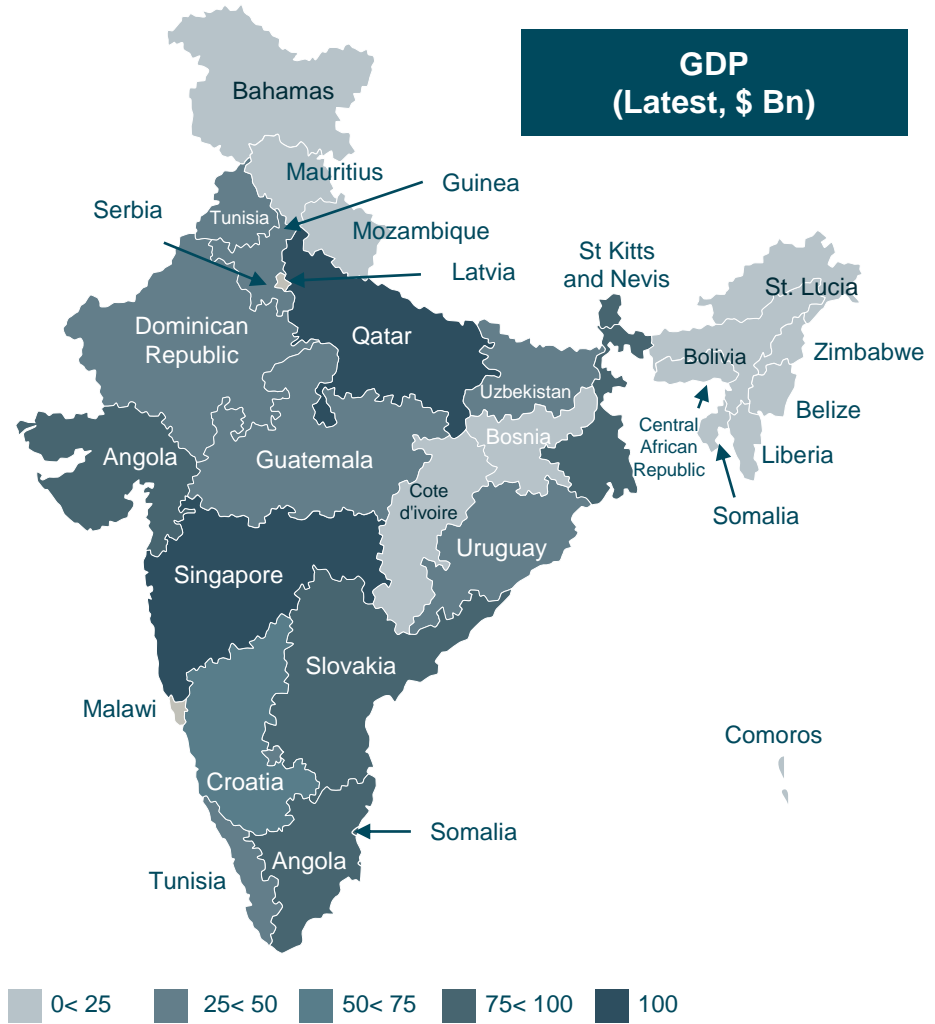 GDP
(Latest, $ Bn)
Bahamas
Mauritius
Guinea
Serbia
Tunisia
Mozambique
Latvia
St Kitts
and Nevis
St. Lucia
Dominican
Republic
Qatar
Bolivia
Zimbabwe
Uzbekistan
Belize
Central
African
Republic
Bosnia
Angola
Guatemala
Liberia
Cote
d'ivoire
Somalia
Uruguay
Singapore
Slovakia
Malawi
Comoros
Croatia
Somalia
Angola
Tunisia
0< 25
25< 50
50< 75
75< 100
100